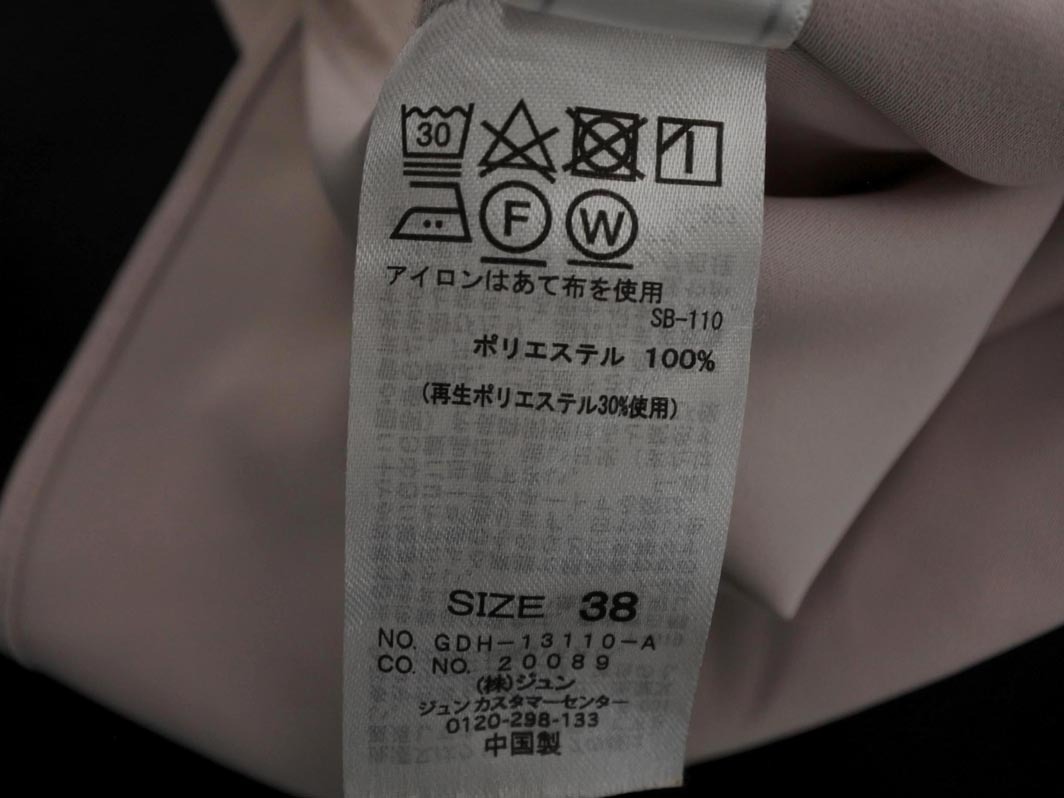 30
F W
アイロンはあて布を使用
SB-110
ポリエステル 100%
(再生ポリエステル30%使用)
SIZE 38
NO. GDH-13110-A
CO. NO. 20089
(株)ジュン
ジュンカスタマーセンター
0120-298-133
中国製